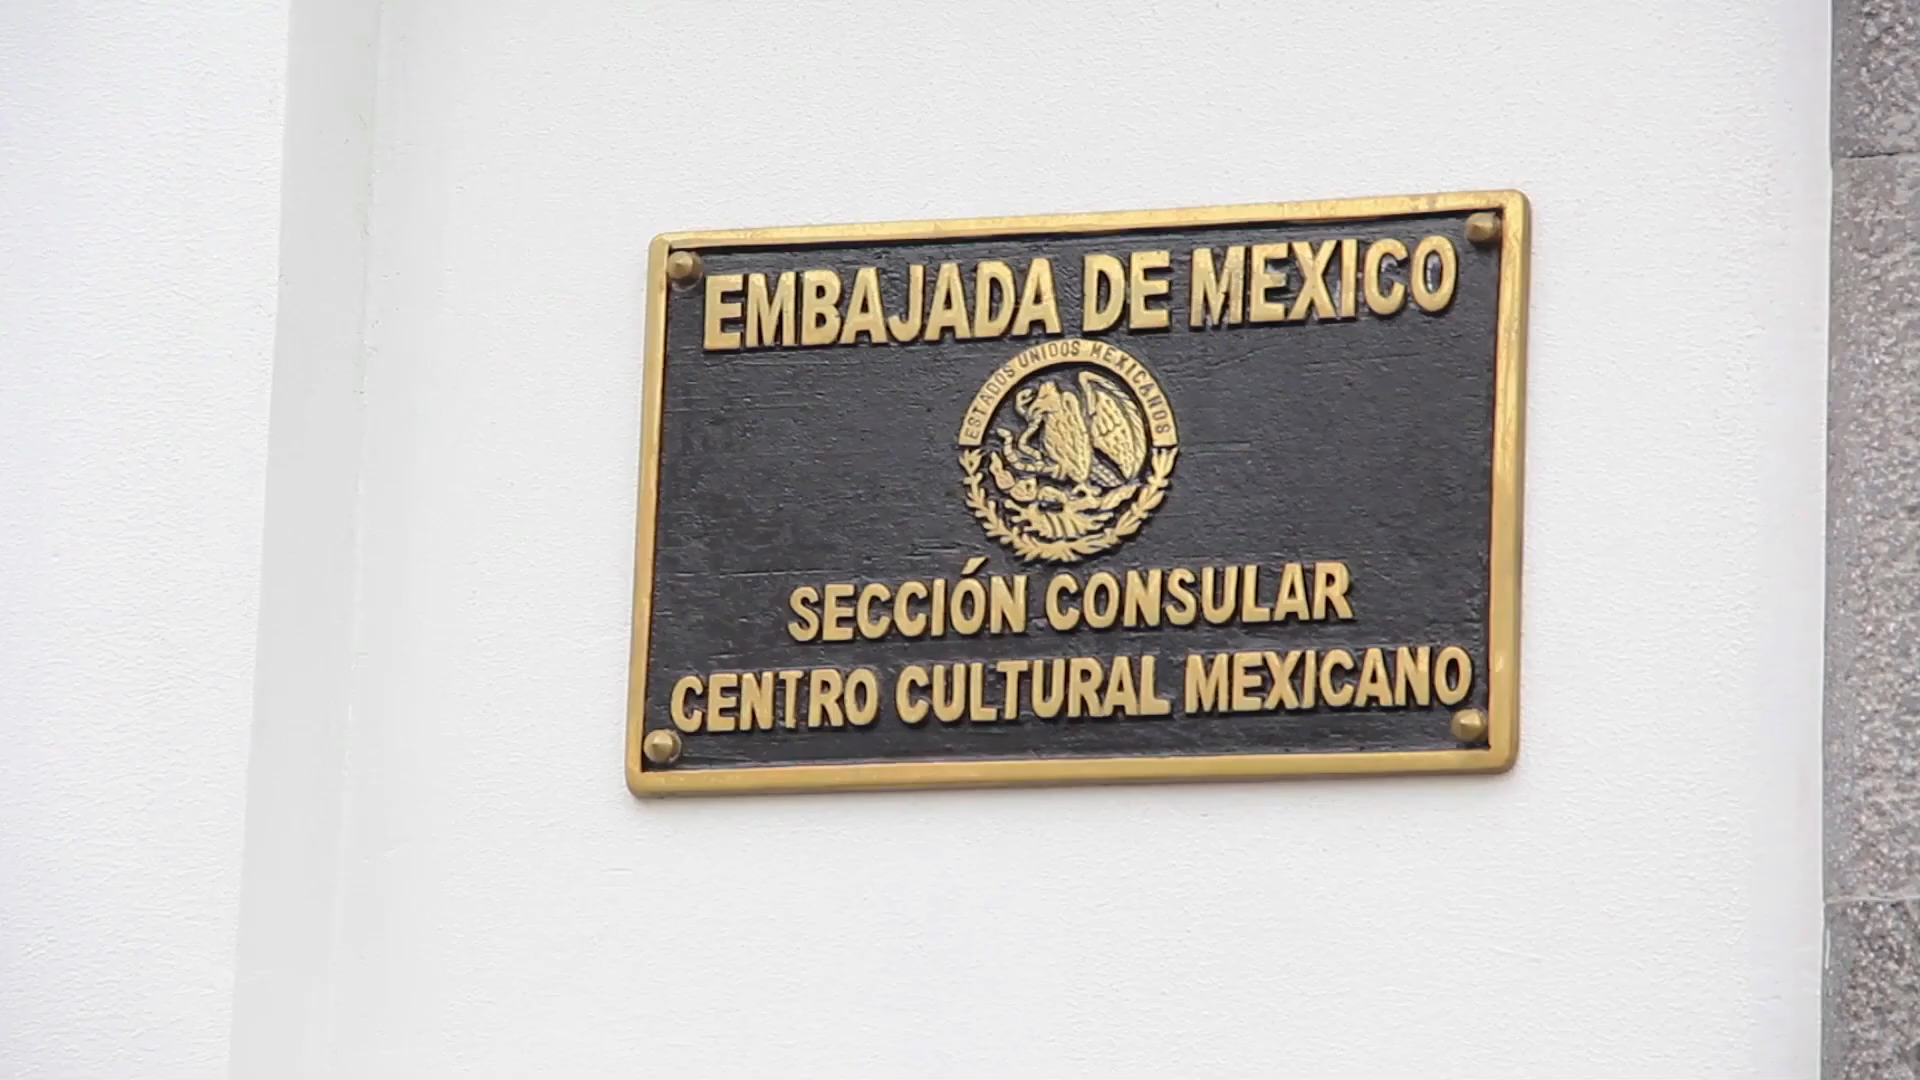 EMBAJADA DE MEXICO
ESTADOS UNIDOS MEXICANOS
SECCIÓN CONSULAR
CENTRO CULTURAL MEXICANO